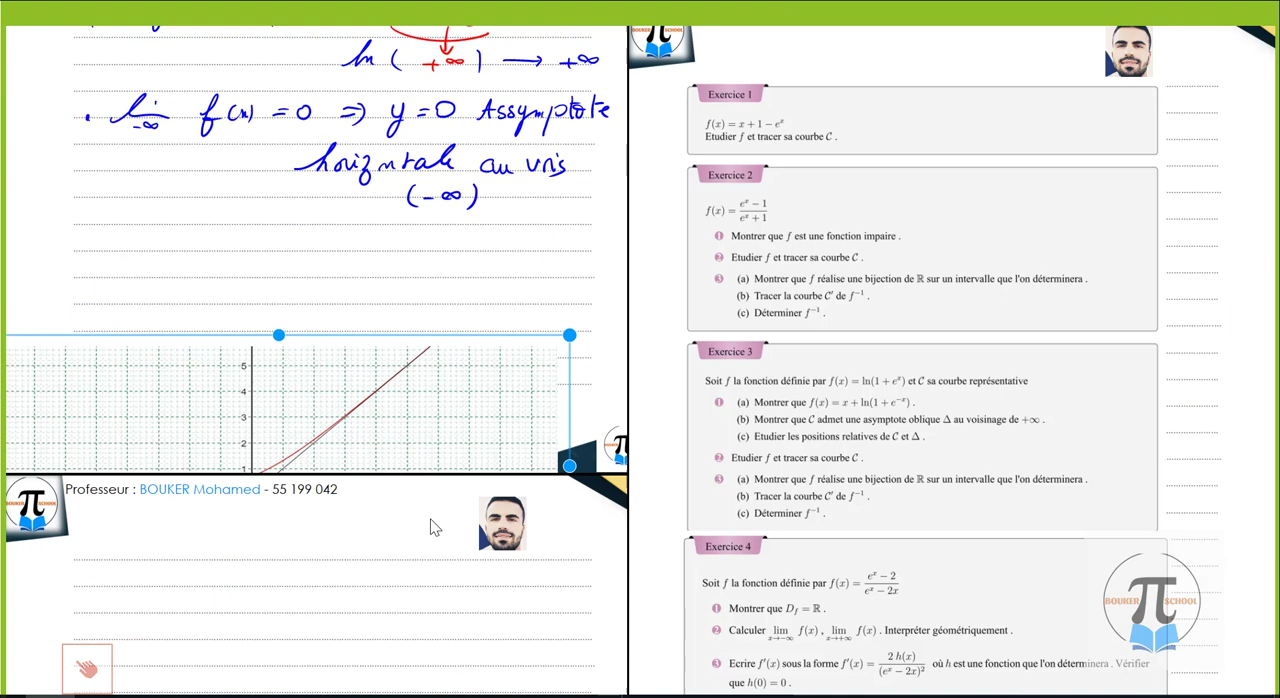 ln ( +∞ ) → +∞
• lim -∞ f(x) = 0 ⇒ y = 0 Assymptote
horizontale au vois
(-∞)
5
4
3
2
1
Professeur : BOUKER Mohamed - 55 199 042
Exercice 1
f(x) = x + 1 − eˣ
Etudier f et tracer sa courbe C .
Exercice 2
f(x) = (eˣ − 1)/(eˣ + 1)
1 Montrer que f est une fonction impaire .
2 Etudier f et tracer sa courbe C .
3 (a) Montrer que f réalise une bijection de ℝ sur un intervalle que l'on déterminera .
(b) Tracer la courbe C' de f⁻¹ .
(c) Déterminer f⁻¹ .
Exercice 3
Soit f la fonction définie par f(x) = ln(1 + eˣ) et C sa courbe représentative
1 (a) Montrer que f(x) = x + ln(1 + e⁻ˣ) .
(b) Montrer que C admet une asymptote oblique Δ au voisinage de +∞ .
(c) Etudier les positions relatives de C et Δ .
2 Etudier f et tracer sa courbe C .
3 (a) Montrer que f réalise une bijection de ℝ sur un intervalle que l'on déterminera .
(b) Tracer la courbe C' de f⁻¹ .
(c) Déterminer f⁻¹ .
Exercice 4
Soit f la fonction définie par f(x) = (eˣ − 2)/(eˣ − 2x)
1 Montrer que D_f = ℝ .
2 Calculer lim x→−∞ f(x) , lim x→+∞ f(x) . Interpréter géométriquement .
3 Ecrire f'(x) sous la forme f'(x) = 2 h(x)/(eˣ − 2x)² où h est une fonction que l'on déterminera . Vérifier
que h(0) = 0 .
BOUKER π SCHOOL